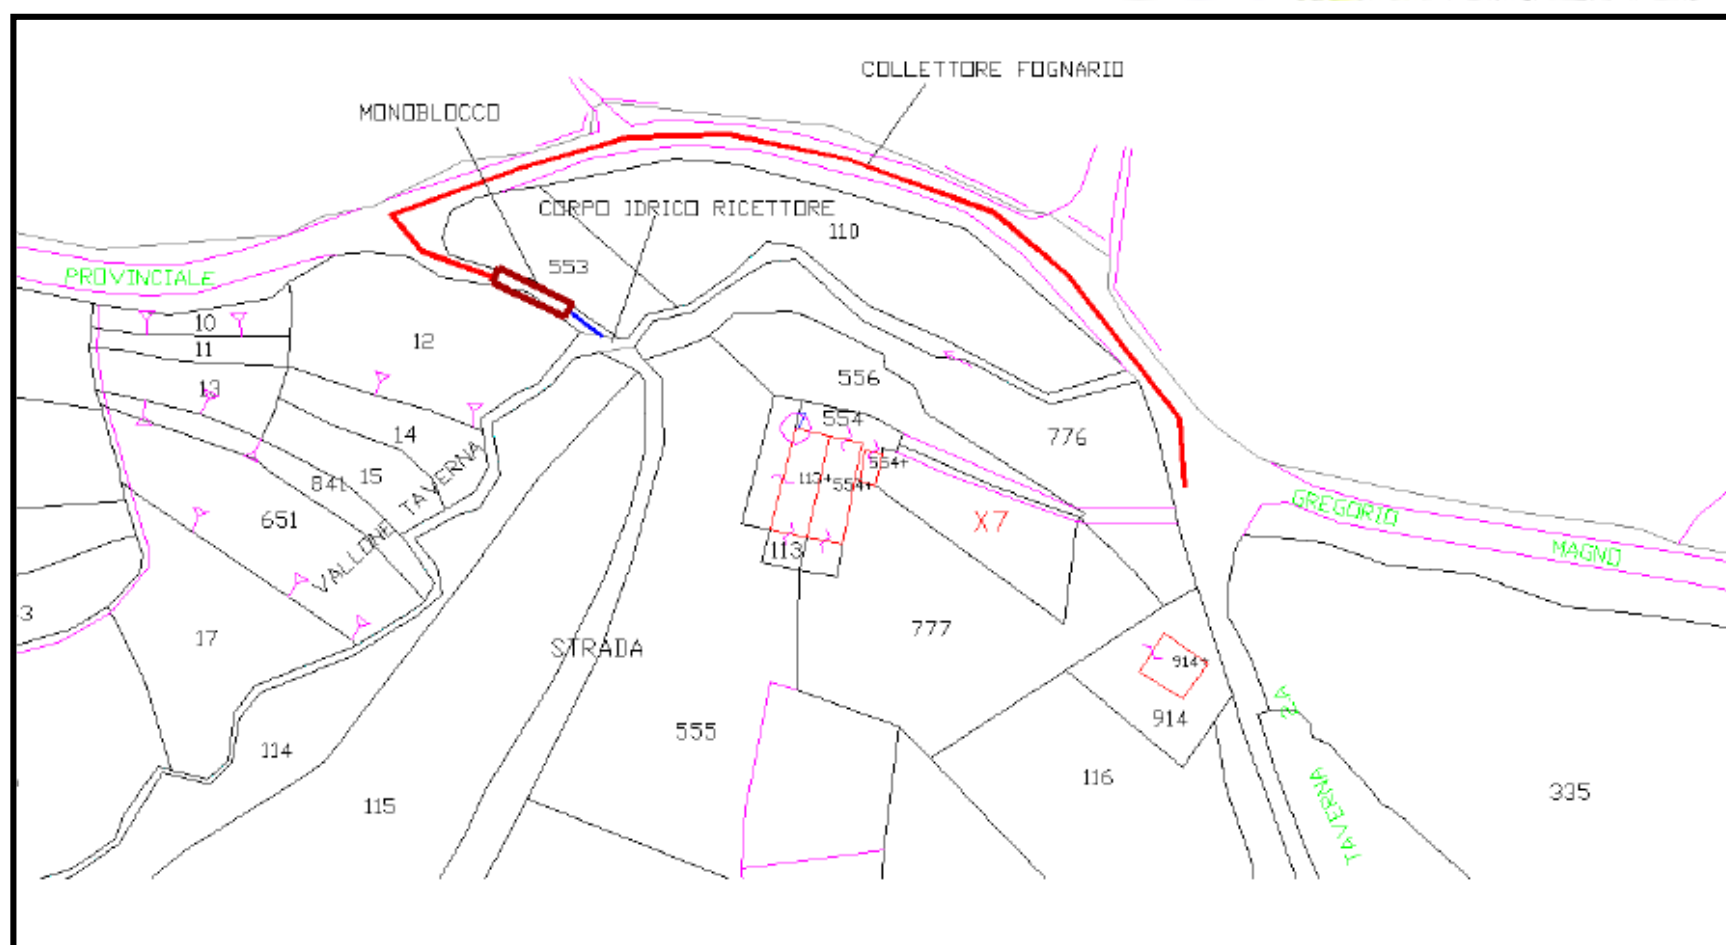 COLLETTORE FOGNARIO
MONOBLOCCO
CORPO IDRICO RICETTORE
110
553
PROVINCIALE
10
11
12
13
556
554
14
776
554+
15
841
113+
554+
651
X7
GREGORIO
MAGNO
VALLONE TAVERNA
113
3
17
777
STRADA
914+
914
555
114
116
115
335
TAVERNA